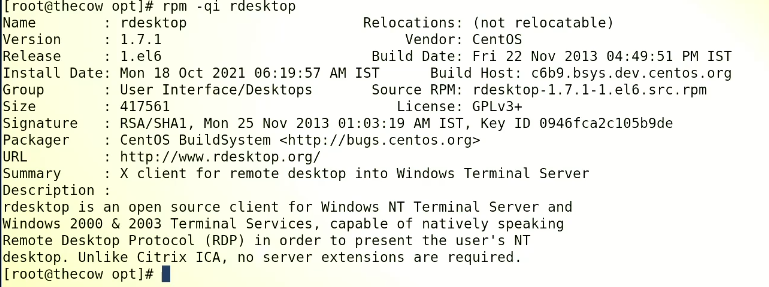 [root@thecow opt]# rpm -qi rdesktop
Name        : rdesktop                     Relocations: (not relocatable)
Version     : 1.7.1                             Vendor: CentOS
Release     : 1.el6                         Build Date: Fri 22 Nov 2013 04:49:51 PM IST
Install Date: Mon 18 Oct 2021 06:19:57 AM IST      Build Host: c6b9.bsys.dev.centos.org
Group       : User Interface/Desktops       Source RPM: rdesktop-1.7.1-1.el6.src.rpm
Size        : 417561                           License: GPLv3+
Signature   : RSA/SHA1, Mon 25 Nov 2013 01:03:19 AM IST, Key ID 0946fca2c105b9de
Packager    : CentOS BuildSystem <http://bugs.centos.org>
URL         : http://www.rdesktop.org/
Summary     : X client for remote desktop into Windows Terminal Server
Description :
rdesktop is an open source client for Windows NT Terminal Server and
Windows 2000 & 2003 Terminal Services, capable of natively speaking
Remote Desktop Protocol (RDP) in order to present the user's NT
desktop. Unlike Citrix ICA, no server extensions are required.
[root@thecow opt]#